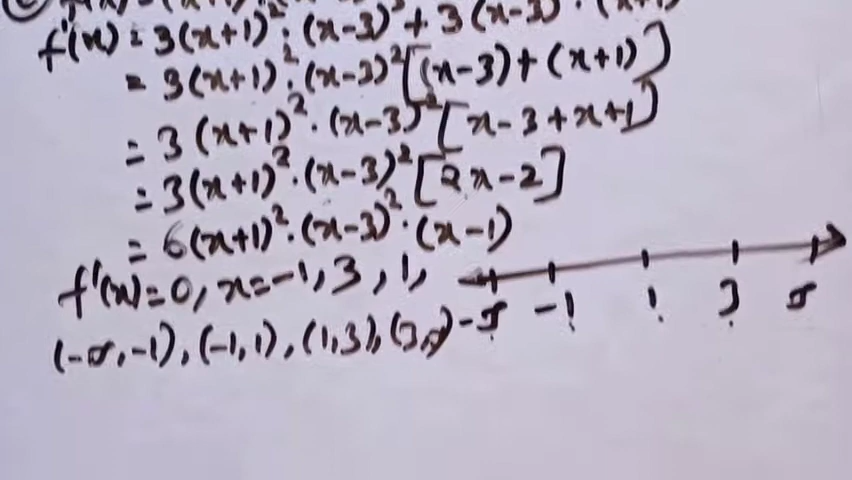 f'(x) = 3(x+1)² · (x-3)³ + 3(x-3)² · (x+1)
= 3(x+1)² · (x-3)² [(x-3) + (x+1)]
= 3(x+1)² · (x-3)² [x-3+x+1]
= 3(x+1)² · (x-3)² [2x-2]
= 6(x+1)² · (x-3)² · (x-1)
f'(x)=0, x=-1, 3, 1,
(-∞,-1), (-1,1), (1,3), (3,∞)
-∞ -1 1 3 ∞